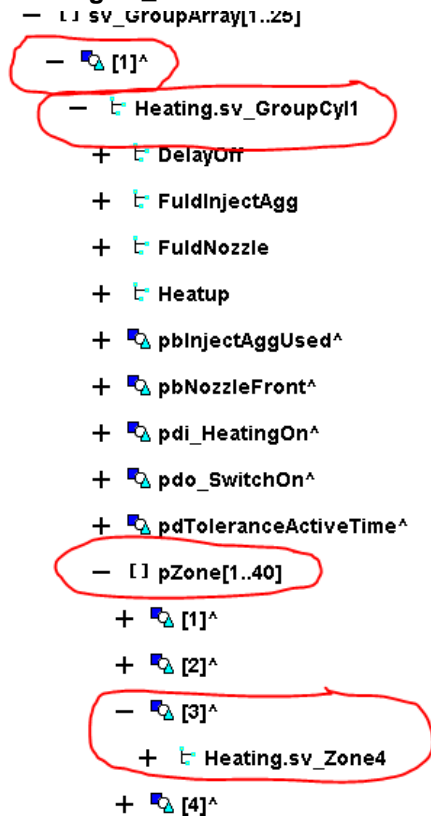 — [] sv_GroupArray[1..25]
— [1]^
— Heating.sv_GroupCyl1
+ DelayOff
+ FuldInjectAgg
+ FuldNozzle
+ Heatup
+ pbInjectAggUsed^
+ pbNozzleFront^
+ pdi_HeatingOn^
+ pdo_SwitchOn^
+ pdToleranceActiveTime^
— [] pZone[1..40]
+ [1]^
+ [2]^
— [3]^
+ Heating.sv_Zone4
+ [4]^